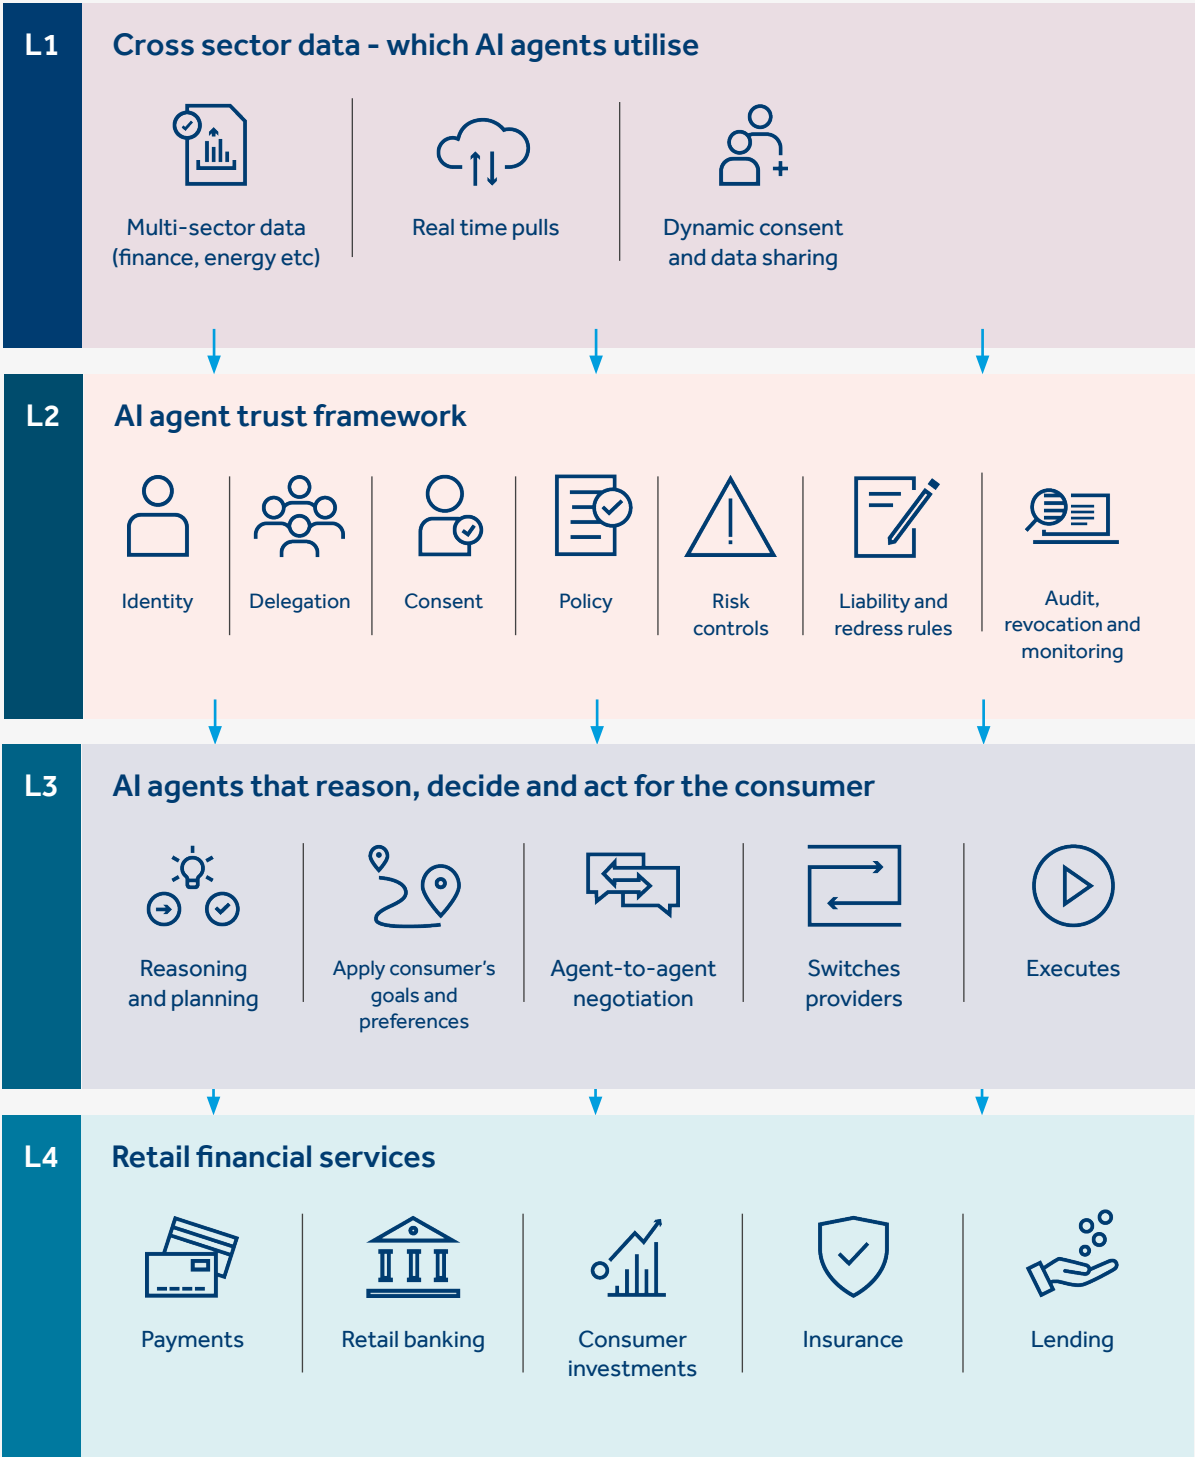 L1
Cross sector data - which AI agents utilise
Multi-sector data
(finance, energy etc)
Real time pulls
Dynamic consent
and data sharing
L2
AI agent trust framework
Identity
Delegation
Consent
Policy
Risk
controls
Liability and
redress rules
Audit,
revocation and
monitoring
L3
AI agents that reason, decide and act for the consumer
Reasoning
and planning
Apply consumer’s
goals and
preferences
Agent-to-agent
negotiation
Switches
providers
Executes
L4
Retail financial services
Payments
Retail banking
Consumer
investments
Insurance
Lending